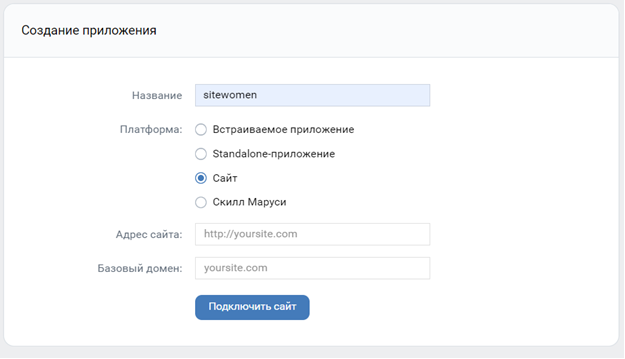 Создание приложения
Название sitewomen
Платформа: Встраиваемое приложение
Standalone-приложение
Сайт
Скилл Маруси
Адрес сайта: http://yoursite.com
Базовый домен: yoursite.com
Подключить сайт